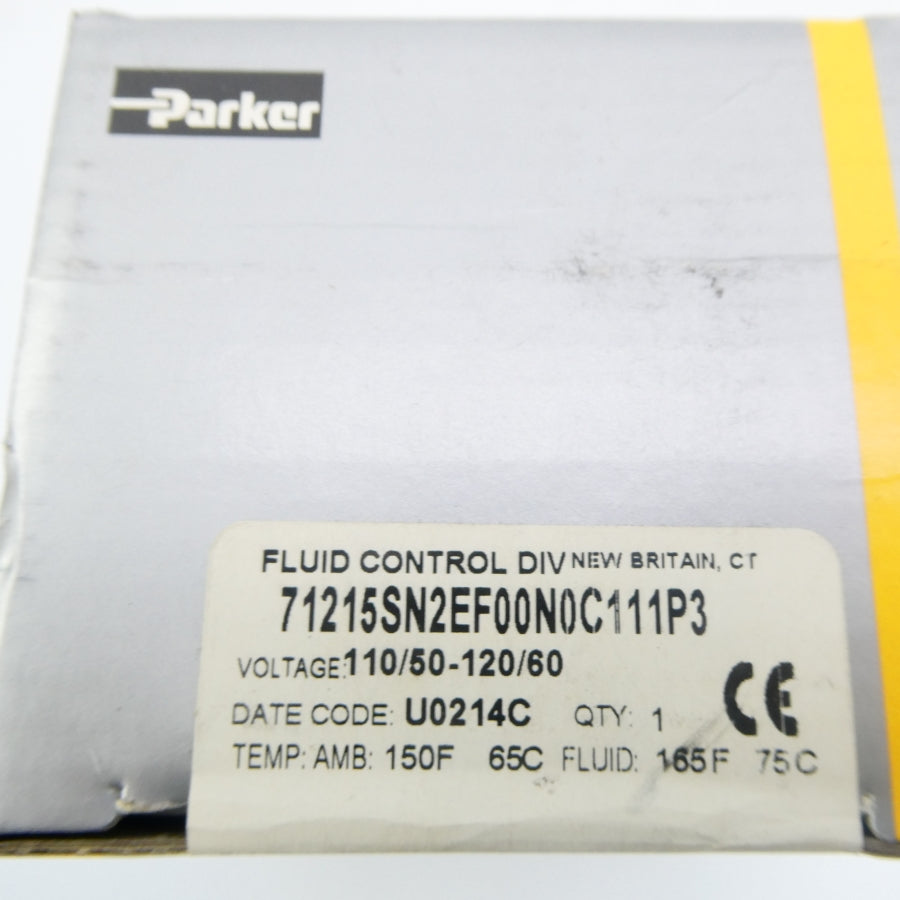 Parker
FLUID CONTROL DIV NEW BRITAIN, CT
71215SN2EF00N0C111P3
VOLTAGE: 110/50-120/60
DATE CODE: U0214C QTY: 1 CE
TEMP: AMB: 150F 65C FLUID: 165F 75C